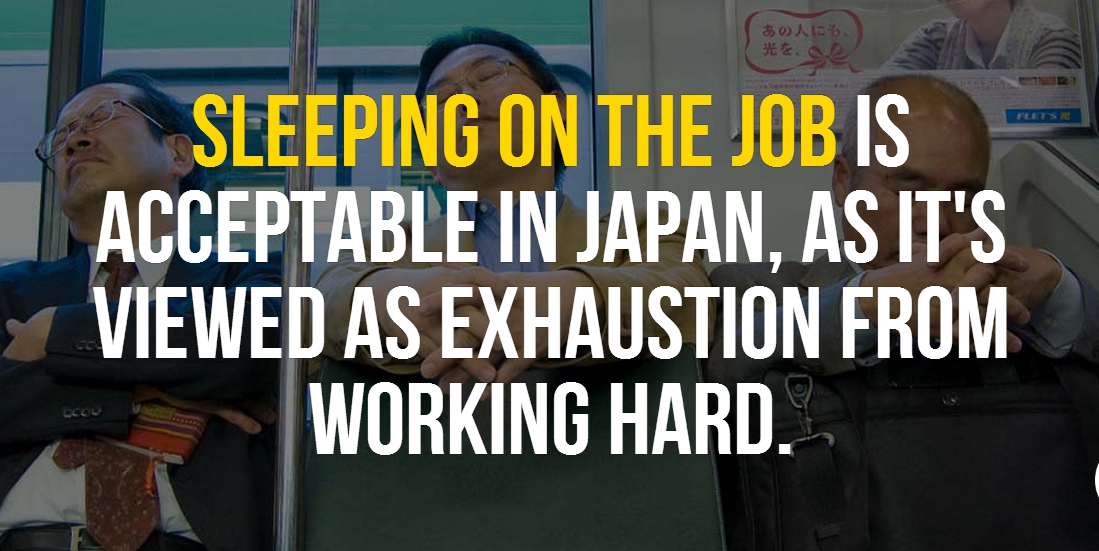 あの人にも、
光を。
SLEEPING ON THE JOB IS
ACCEPTABLE IN JAPAN, AS IT'S
VIEWED AS EXHAUSTION FROM
WORKING HARD.
FLET'S 光